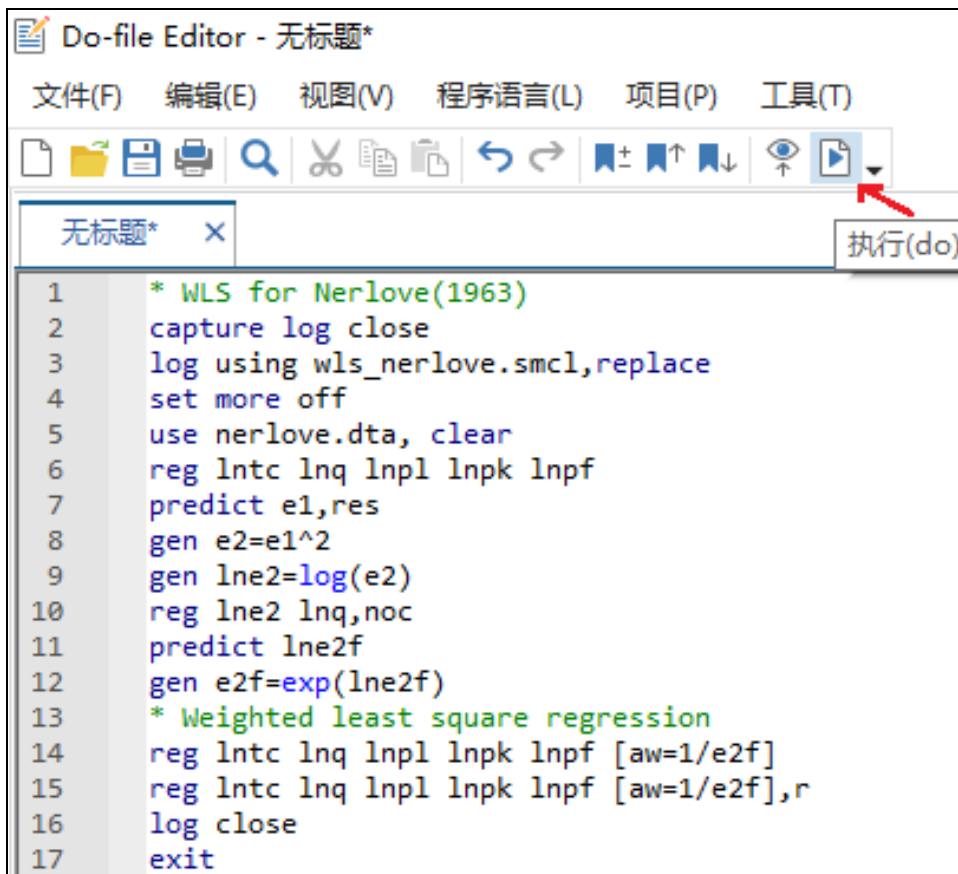 Do-file Editor - 无标题*
文件(F) 编辑(E) 视图(V) 程序语言(L) 项目(P) 工具(T)
无标题* ×
执行(do)
1 * WLS for Nerlove(1963)
2 capture log close
3 log using wls_nerlove.smcl,replace
4 set more off
5 use nerlove.dta, clear
6 reg lntc lnq lnpl lnpk lnpf
7 predict e1,res
8 gen e2=e1^2
9 gen lne2=log(e2)
10 reg lne2 lnq,noc
11 predict lne2f
12 gen e2f=exp(lne2f)
13 * Weighted least square regression
14 reg lntc lnq lnpl lnpk lnpf [aw=1/e2f]
15 reg lntc lnq lnpl lnpk lnpf [aw=1/e2f],r
16 log close
17 exit